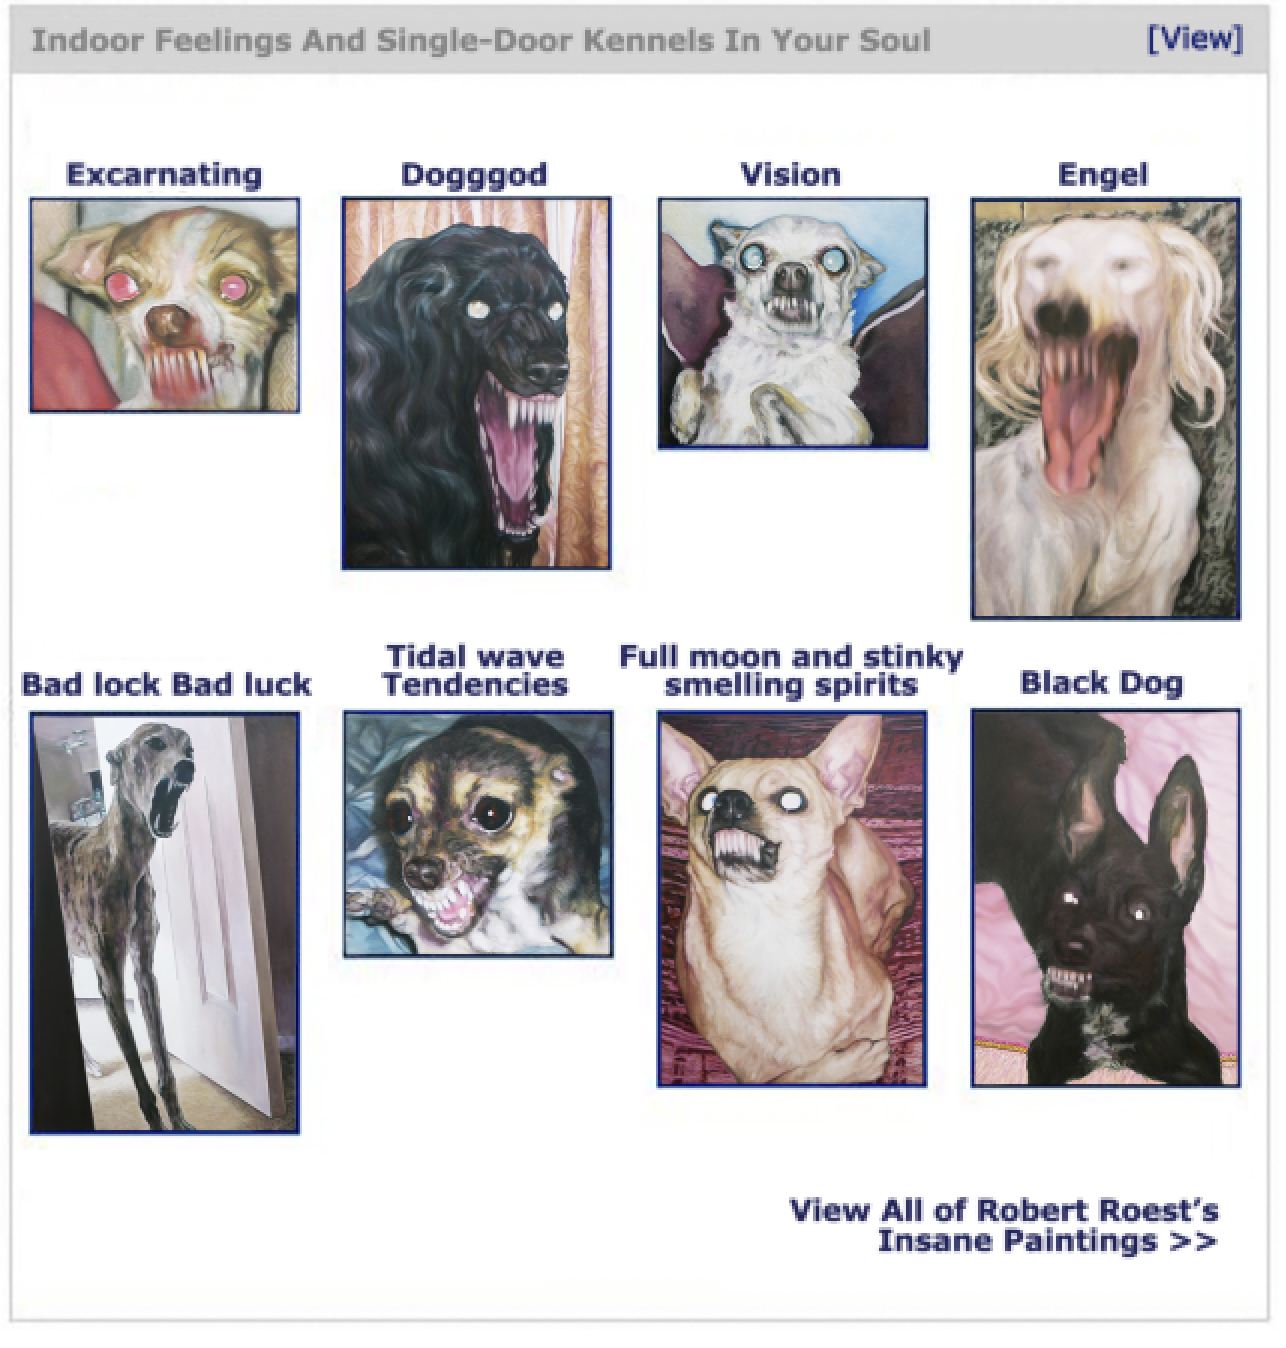 Indoor Feelings And Single-Door Kennels In Your Soul
[View]
Excarnating
Dogggod
Vision
Engel
Bad lock Bad luck
Tidal wave
Tendencies
Full moon and stinky
smelling spirits
Black Dog
View All of Robert Roest’s
Insane Paintings >>